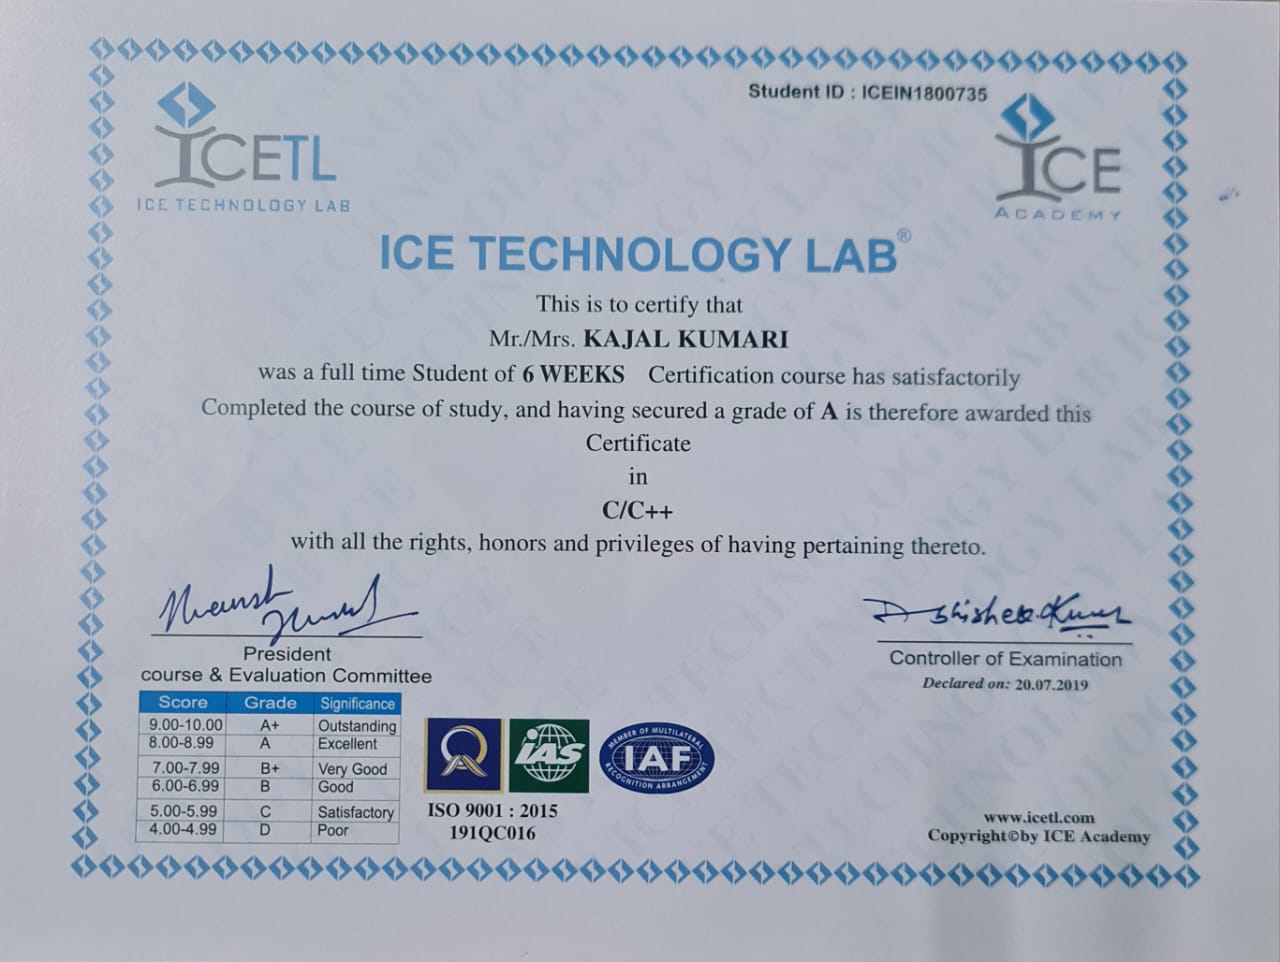 Student ID : ICEIN1800735
ICETL
ICE TECHNOLOGY LAB
ICE
ACADEMY
ICE TECHNOLOGY LAB®
This is to certify that
Mr./Mrs. KAJAL KUMARI
was a full time Student of 6 WEEKS Certification course has satisfactorily
Completed the course of study, and having secured a grade of A is therefore awarded this
Certificate
in
C/C++
with all the rights, honors and privileges of having pertaining thereto.
President
course & Evaluation Committee
Controller of Examination
Declared on: 20.07.2019
Score Grade Significance
9.00-10.00 A+ Outstanding
8.00-8.99 A Excellent
7.00-7.99 B+ Very Good
6.00-6.99 B Good
5.00-5.99 C Satisfactory
4.00-4.99 D Poor
iAS
MEMBER OF MULTILATERAL
IAF
RECOGNITION ARRANGEMENT
ISO 9001 : 2015
191QC016
www.icetl.com
Copyright©by ICE Academy